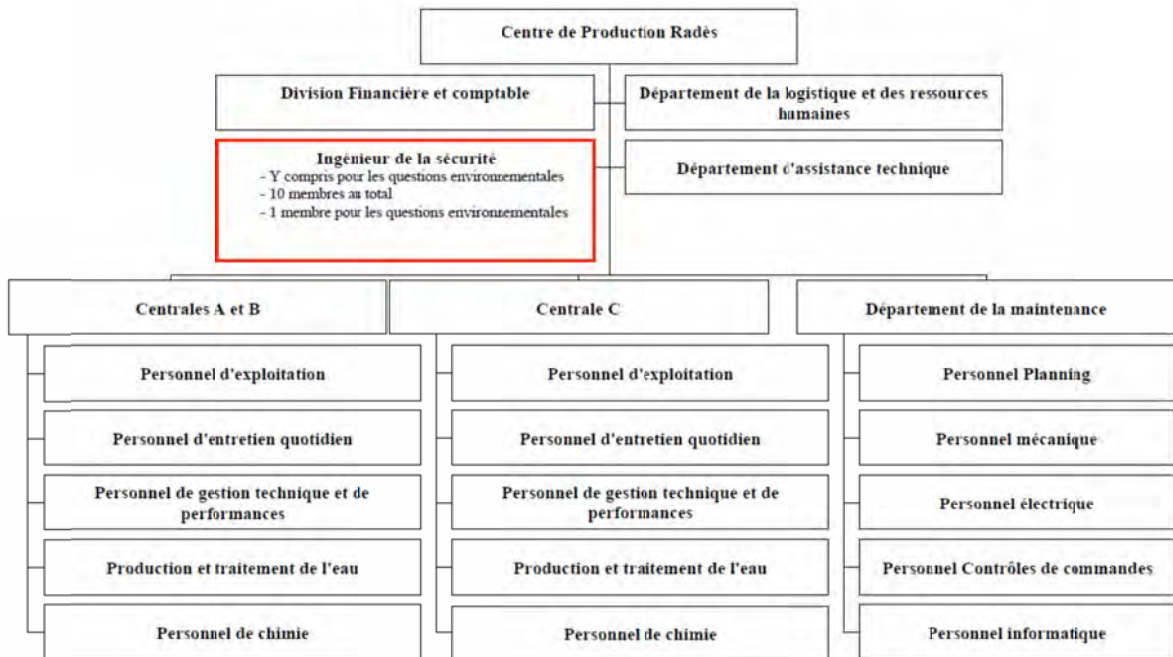 Centre de Production Radès
Division Financière et comptable
Département de la logistique et des ressources
humaines
Ingénieur de la sécurité
- Y compris pour les questions environnementales
- 10 membres au total
- 1 membre pour les questions environnementales
Département d'assistance technique
Centrales A et B
Centrale C
Département de la maintenance
Personnel d'exploitation
Personnel d'exploitation
Personnel Planning
Personnel d'entretien quotidien
Personnel d'entretien quotidien
Personnel mécanique
Personnel de gestion technique et de
performances
Personnel de gestion technique et de
performances
Personnel électrique
Production et traitement de l'eau
Production et traitement de l'eau
Personnel Contrôles de commandes
Personnel de chimie
Personnel de chimie
Personnel informatique